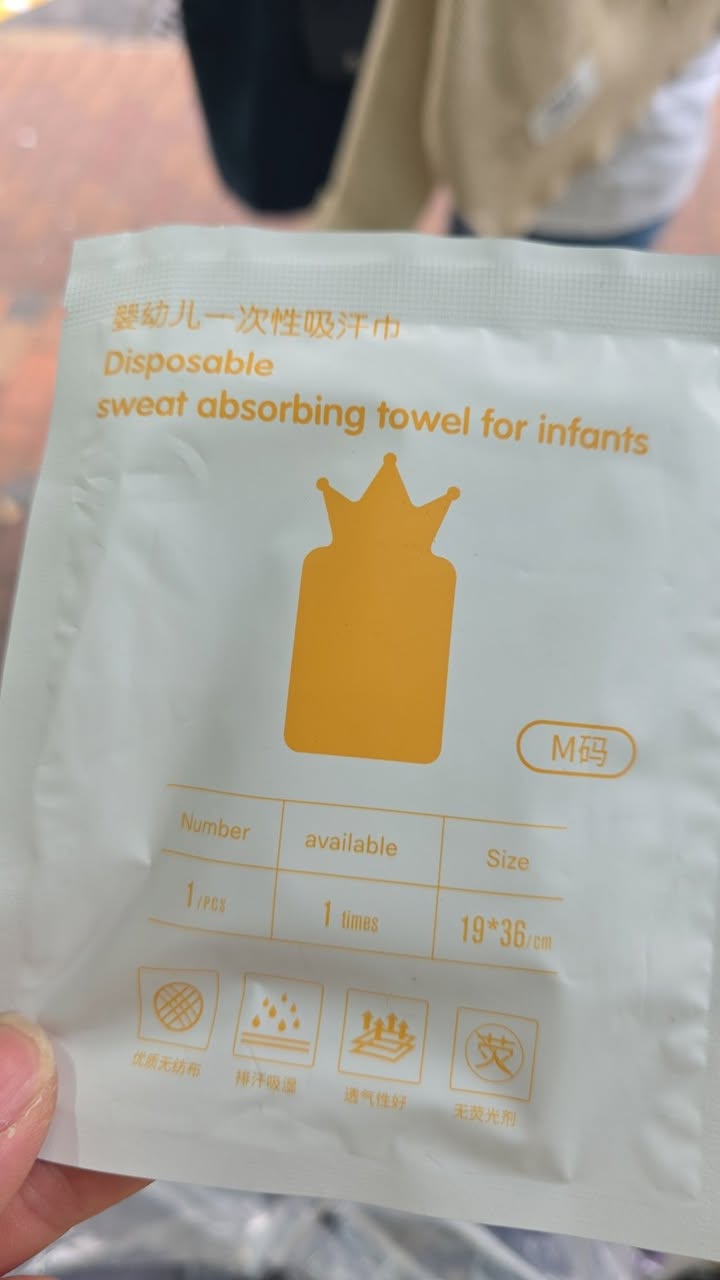 婴幼儿一次性吸汗巾
Disposable
sweat absorbing towel for infants
M码
Number available Size
1/PCS 1 times 19*36/cm
荧
优质无纺布 排汗吸湿 透气性好 无荧光剂